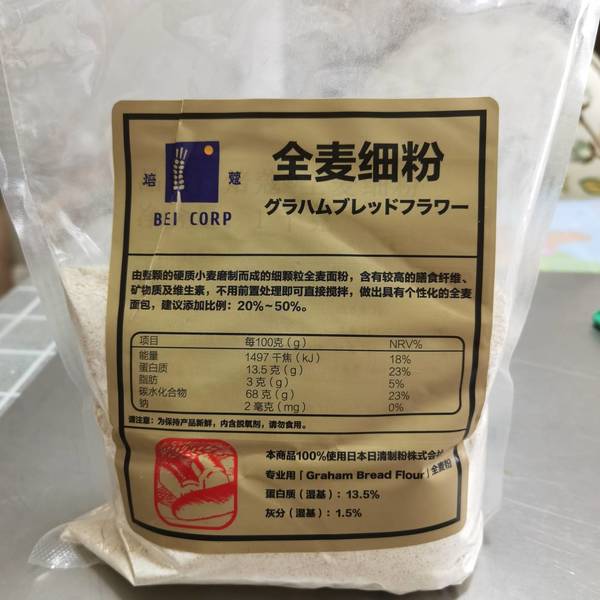 培 蔻
BEI CORP
全麦细粉
グラハムブレッドフラワー
由整颗的硬质小麦磨制而成的细颗粒全麦面粉，含有较高的膳食纤维、
矿物质及维生素，不用前置处理即可直接搅拌，做出具有个性化的全麦
面包，建议添加比例：20%~50%。
项目 每100克(g) NRV%
能量 1497 千焦(kJ) 18%
蛋白质 13.5 克(g) 23%
脂肪 3 克(g) 5%
碳水化合物 68 克(g) 23%
钠 2 毫克(mg) 0%
请注意：为保持产品新鲜，内含脱氧剂，请勿食用。
本商品100%使用日本日清制粉株式会社
专业用「Graham Bread Flour」全麦粉
蛋白质（湿基）：13.5%
灰分（湿基）：1.5%